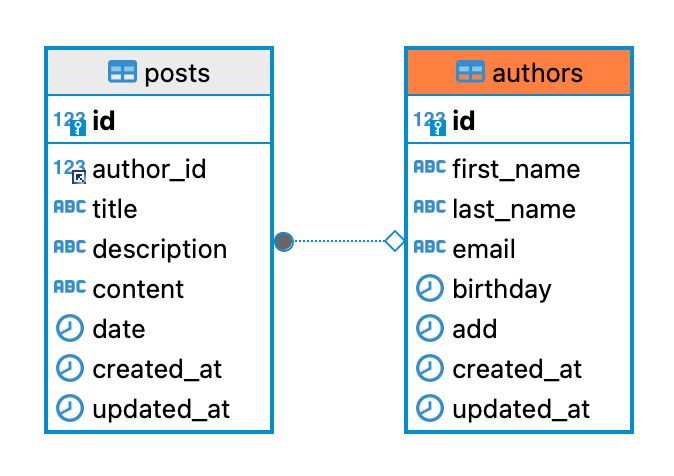 posts
123 id
123 author_id
ABC title
ABC description
ABC content
date
created_at
updated_at
authors
123 id
ABC first_name
ABC last_name
ABC email
birthday
add
created_at
updated_at